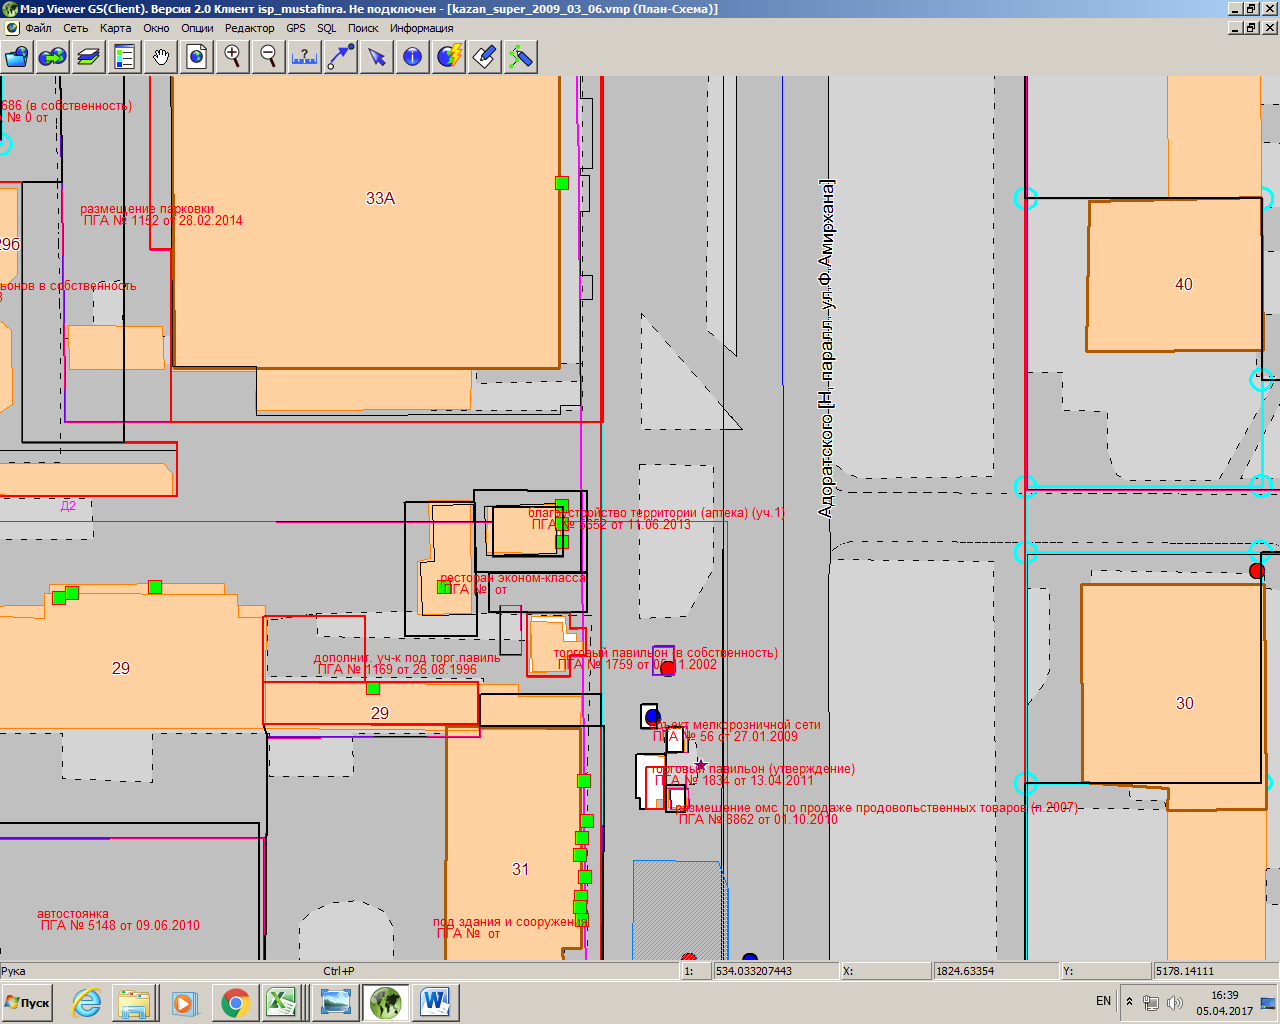 Map Viewer GS(Client). Версия 2.0 Клиент isp_mustafinra. Не подключен - [kazan_super_2009_03_06.vmp (План-Схема)]
Файл Сеть Карта Окно Опции Редактор GPS SQL Поиск Информация
686 (в собственность)
№ 0 от
33А
размещение парковки
ПГА № 1152 от 28.02.2014
29б
ьонов в собственность
40
Адоратского [Н, паралл. ул.Ф.Амирхана]
Д2
благоустройство территории (аптека) (уч.1)
ПГА № 5652 от 11.06.2013
ресторан эконом-класса
ПГА № от
торговый павильон (в собственность)
ПГА № 1759 от 11.2002
дополнит. уч-к под торг.павиль
ПГА № 1169 от 26.08.1996
29
29
30
объект мелкорозничной сети
ПГА № 56 от 27.01.2009
торговый павильон (утверждение)
ПГА № 1834 от 13.04.2011
размещение омс по продаже продовольственных товаров (п.2007)
ПГА № 8862 от 01.10.2010
31
автостоянка
ПГА № 5148 от 09.06.2010
под здания и сооружения
ПГА № от
Рука Ctrl+P 1: 534.033207443 X: 1824.63354 Y: 5178.14111
Пуск EN 16:39
05.04.2017